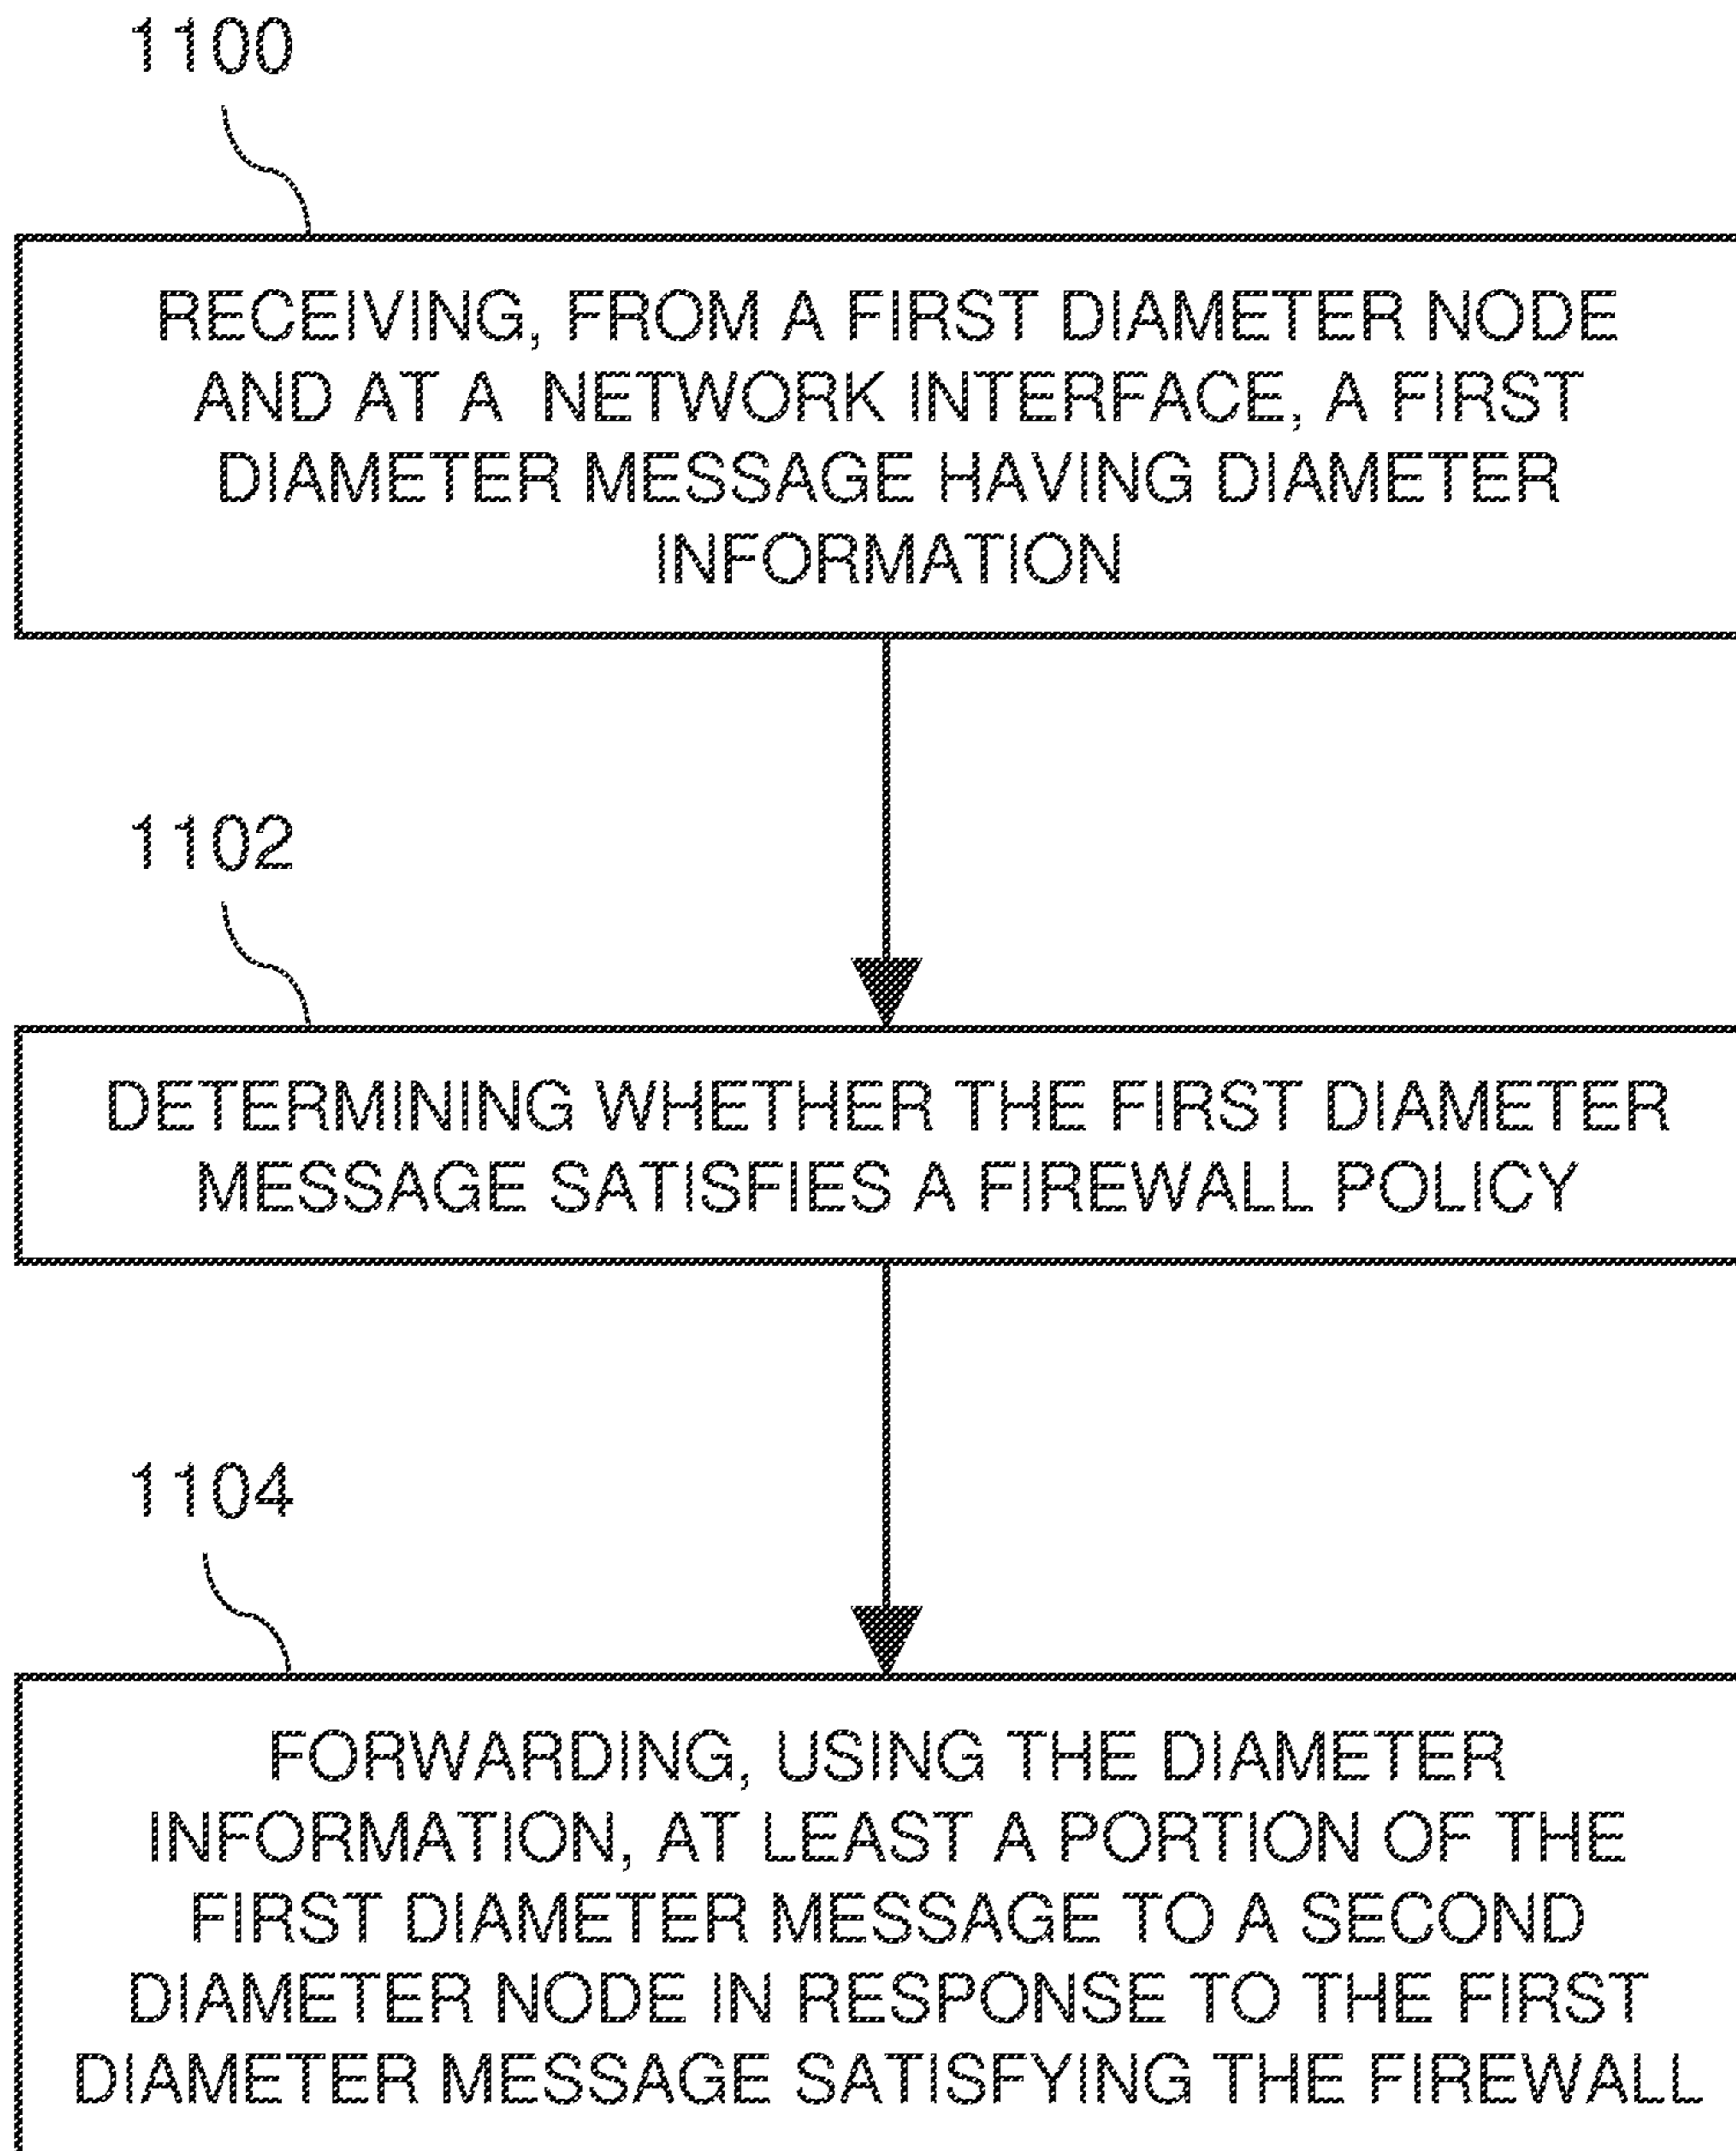 1100
RECEIVING, FROM A FIRST DIAMETER NODE
AND AT A NETWORK INTERFACE, A FIRST
DIAMETER MESSAGE HAVING DIAMETER
INFORMATION
1102
DETERMINING WHETHER THE FIRST DIAMETER
MESSAGE SATISFIES A FIREWALL POLICY
1104
FORWARDING, USING THE DIAMETER
INFORMATION, AT LEAST A PORTION OF THE
FIRST DIAMETER MESSAGE TO A SECOND
DIAMETER NODE IN RESPONSE TO THE FIRST
DIAMETER MESSAGE SATISFYING THE FIREWALL